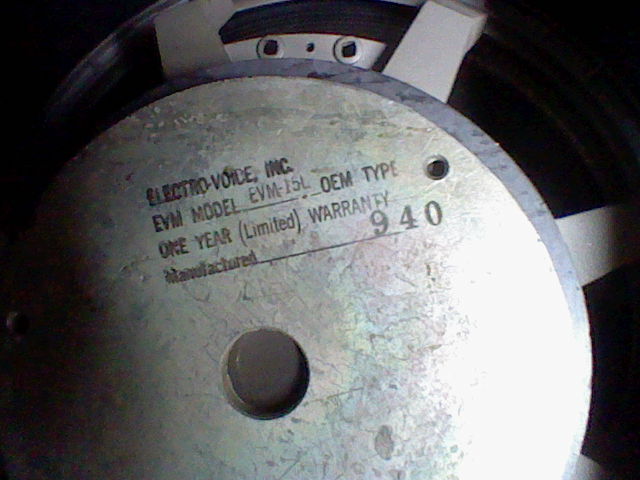 ELECTRO-VOICE, INC.
EVM MODEL EVM-15L OEM TYPE
ONE YEAR (Limited) WARRANTY
Manufactured 940